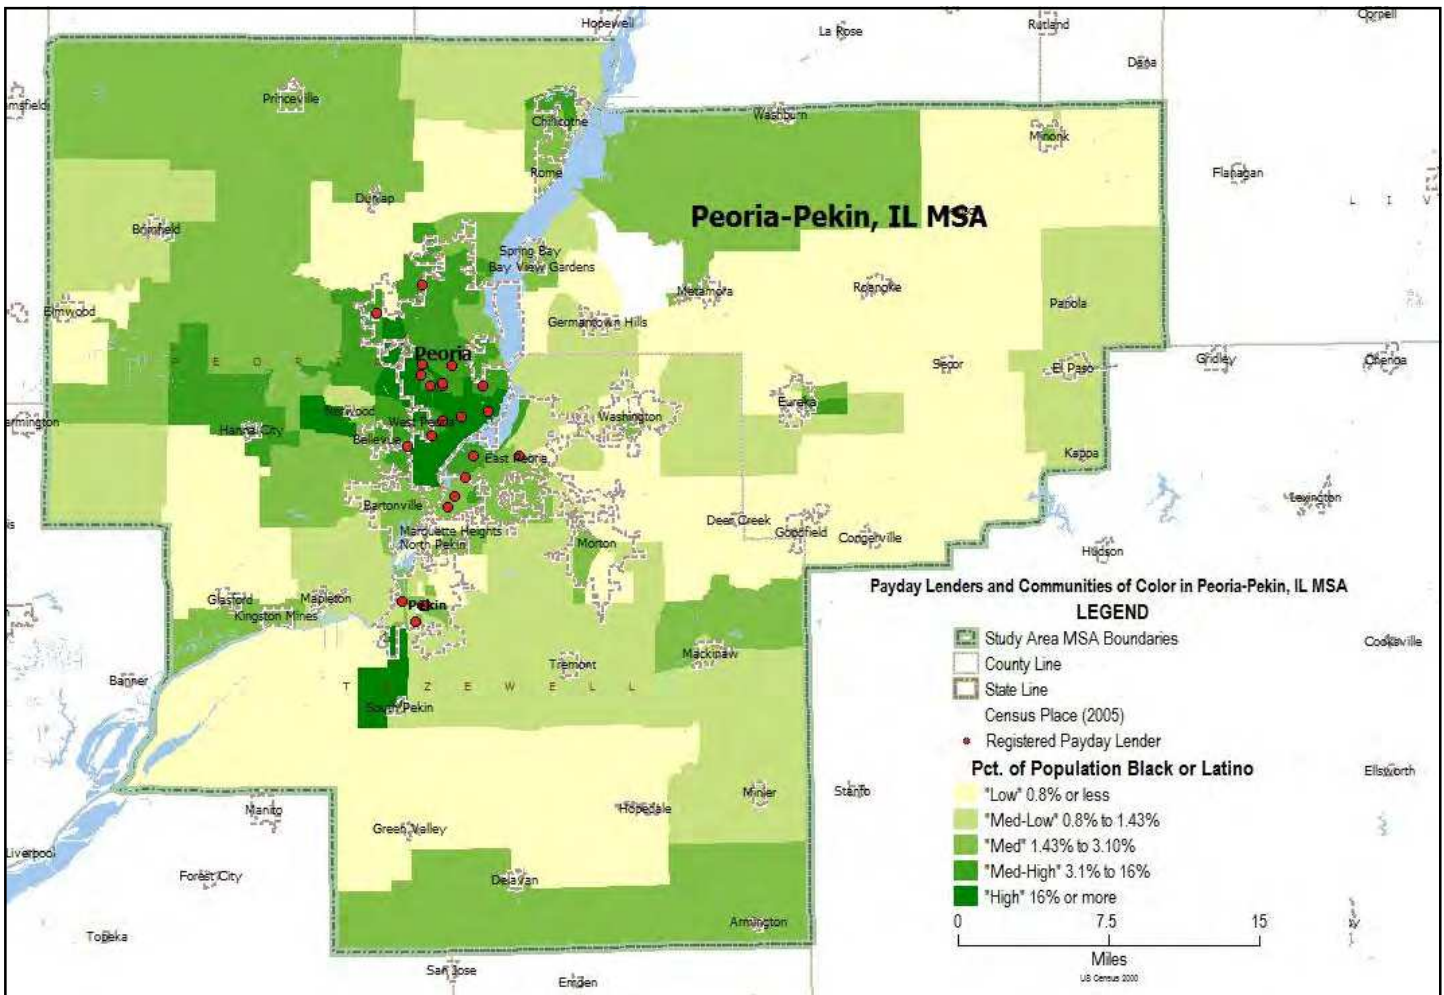 Hopewell
La Rose
Rutland
Cornell
Dana
Princeville
Chillicothe
Washburn
Minonk
Rome
Flanagan
Dunlap
L I V
Peoria-Pekin, IL MSA
Brimfield
Spring Bay
Bay View Gardens
Metamora
Roanoke
Panola
Elmwood
Germantown Hills
Peoria
P E O R I
Secor
El Paso
Gridley
Chenoa
Norwood
West Peoria
Washington
Eureka
Hanna City
Bellevue
East Peoria
Kappa
Bartonville
Lexington
Marquette Heights
North Pekin
Morton
Deer Creek
Goodfield
Congerville
Hudson
Glasford
Mapleton
Kingston Mines
Pekin
Payday Lenders and Communities of Color in Peoria-Pekin, IL MSA
LEGEND
Study Area MSA Boundaries
County Line
State Line
Census Place (2005)
Registered Payday Lender
Pct. of Population Black or Latino
"Low" 0.8% or less
"Med-Low" 0.8% to 1.43%
"Med" 1.43% to 3.10%
"Med-High" 3.1% to 16%
"High" 16% or more
0 7.5 15
Miles
US Census 2000
Mackinaw
Cooksville
Banner
Tremont
T A Z E W E L L
South Pekin
Ellsworth
Manito
Hopedale
Minier
Stanfo
Green Valley
Liverpool
Forest City
Delavan
Armington
Topeka
San Jose
Emden